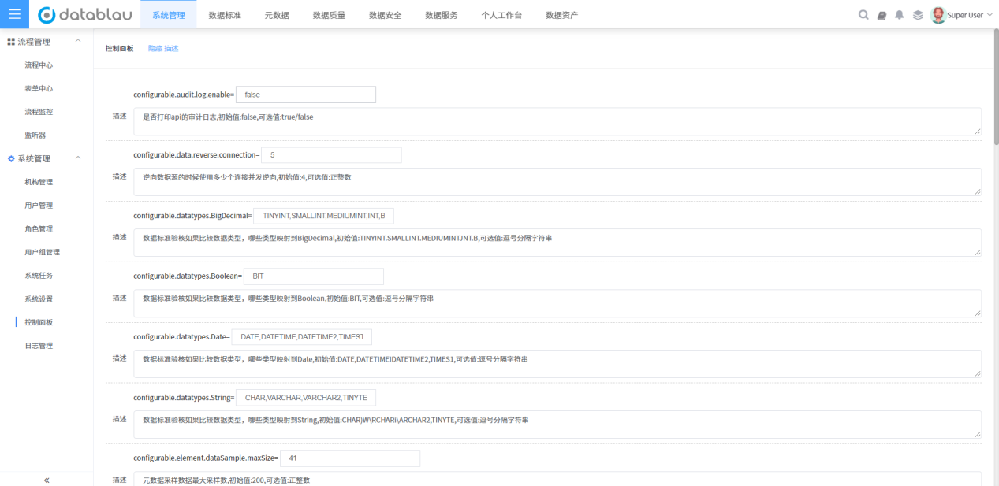 datablau
系统管理 数据标准 元数据 数据质量 数据安全 数据服务 个人工作台 数据资产
Super User
流程管理
流程中心
表单中心
流程监控
监听器
系统管理
机构管理
用户管理
角色管理
用户组管理
系统任务
系统设置
控制面板
日志管理
控制面板 隐藏 描述
configurable.audit.log.enable= false
描述 是否打印api的审计日志,初始值:false,可选值:true/false
configurable.data.reverse.connection= 5
描述 逆向数据源的时候使用多少个连接并发逆向,初始值:4,可选值:正整数
configurable.datatypes.BigDecimal= TINYINT,SMALLINT,MEDIUMINT,INT,B
描述 数据标准验核如果比较数据类型，哪些类型映射到BigDecimal,初始值:TINYINT.SMALLINT.MEDIUMINT.INT.B,可选值:逗号分隔字符串
configurable.datatypes.Boolean= BIT
描述 数据标准验核如果比较数据类型，哪些类型映射到Boolean,初始值:BIT,可选值:逗号分隔字符串
configurable.datatypes.Date= DATE,DATETIME,DATETIME2,TIMES1
描述 数据标准验核如果比较数据类型，哪些类型映射到Date,初始值:DATE,DATETIMEIDATETIME2,TIMES1,可选值:逗号分隔字符串
configurable.datatypes.String= CHAR,VARCHAR,VARCHAR2,TINYTE
描述 数据标准验核如果比较数据类型，哪些类型映射到String,初始值:CHAR)W\RCHARI\ARCHAR2,TINYTE,可选值:逗号分隔字符串
configurable.element.dataSample.maxSize= 41
描述 元数据采样数据最大采样数,初始值:200,可选值:正整数